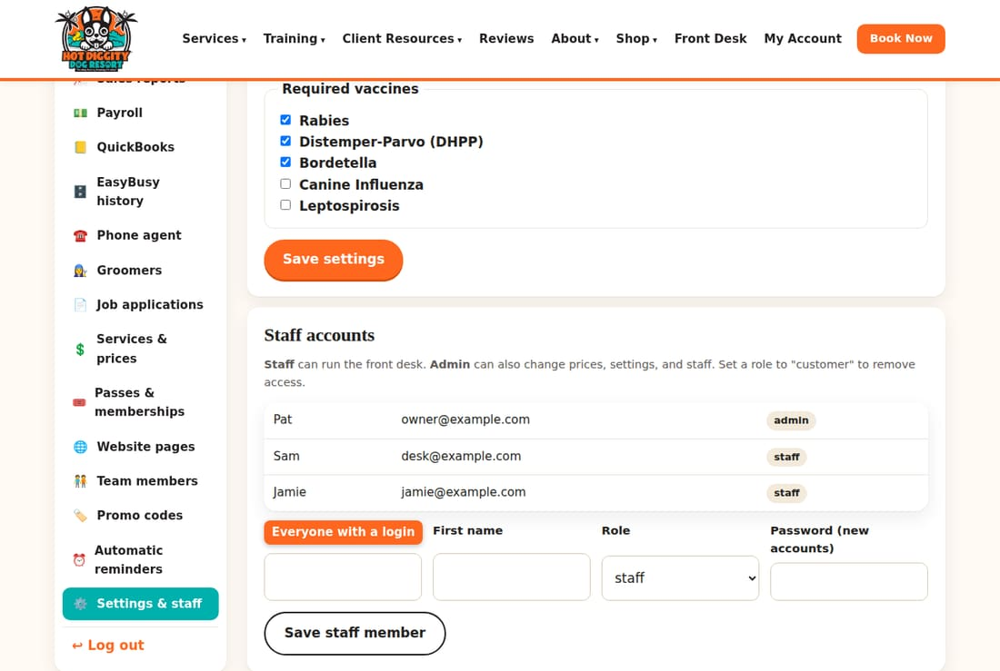 HOT DIGGITY
DOG RESORT
Services ▾
Training ▾
Client Resources ▾
Reviews
About ▾
Shop ▾
Front Desk
My Account
Book Now
Sales reports
Payroll
QuickBooks
EasyBusy
history
Phone agent
Groomers
Job applications
Services &
prices
Passes &
memberships
Website pages
Team members
Promo codes
Automatic
reminders
Settings & staff
↩ Log out
Required vaccines
Rabies
Distemper-Parvo (DHPP)
Bordetella
Canine Influenza
Leptospirosis
Save settings
Staff accounts
Staff can run the front desk. Admin can also change prices, settings, and staff. Set a role to "customer" to remove
access.
Pat owner@example.com admin
Sam desk@example.com staff
Jamie jamie@example.com staff
Everyone with a login
First name
Role
staff
Password (new
accounts)
Save staff member